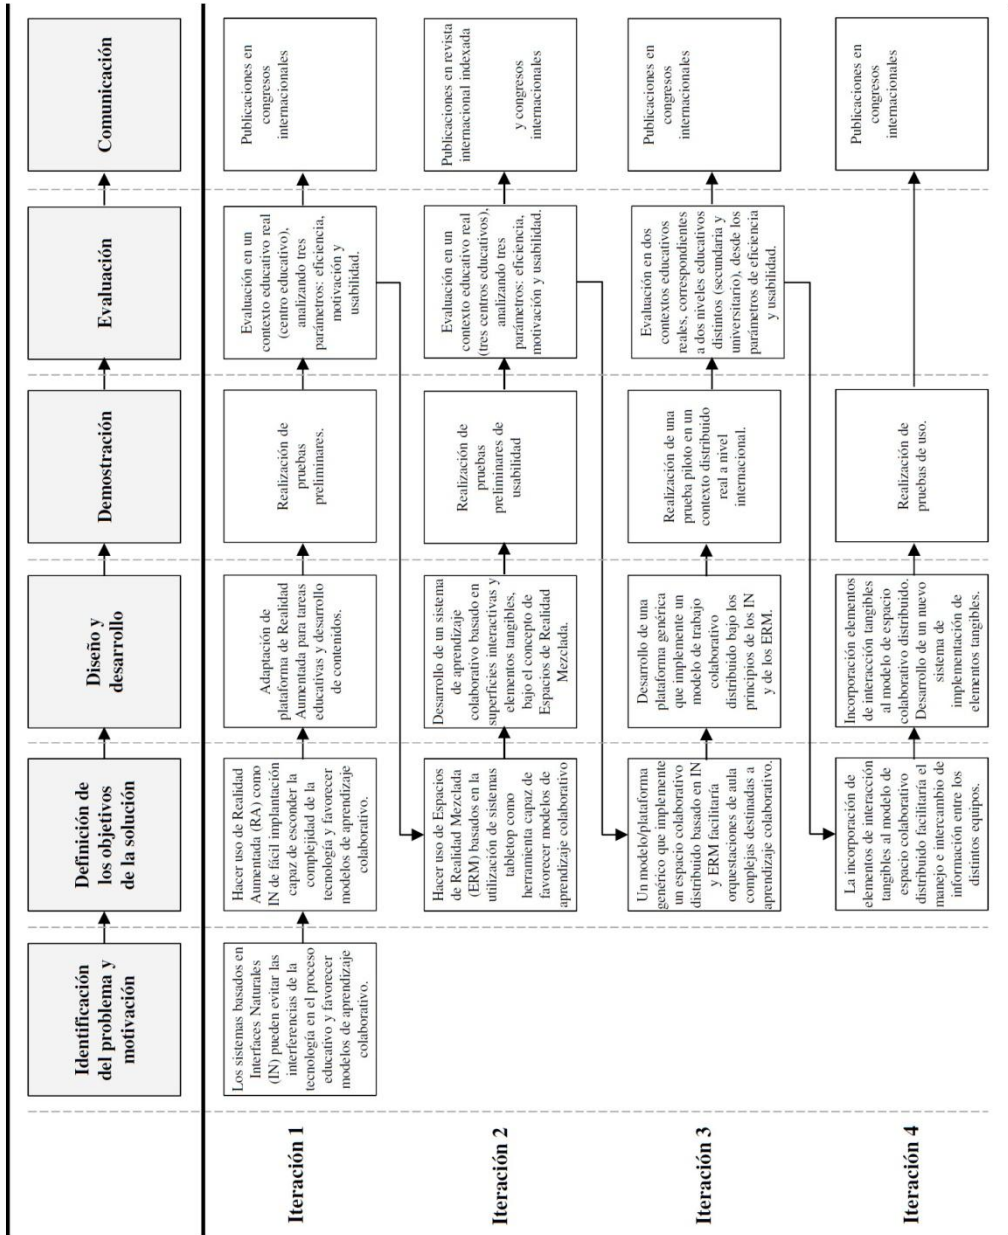 Identificación
del problema y
motivación
Definición de
los objetivos
de la solución
Diseño y
desarrollo
Demostración
Evaluación
Comunicación
Iteración 1
Los sistemas basados en
Interfaces Naturales
(IN) pueden evitar las
interferencias de la
tecnología en el proceso
educativo y favorecer
modelos de aprendizaje
colaborativo.
Hacer uso de Realidad
Aumentada (RA) como
IN de fácil implantación
capaz de esconder la
complejidad de la
tecnología y favorecer
modelos de aprendizaje
colaborativo.
Adaptación de
plataforma de Realidad
Aumentada para tareas
educativas y desarrollo
de contenidos.
Realización de
pruebas
preliminares.
Evaluación en un
contexto educativo real
(centro educativo),
analizando tres
parámetros: eficiencia,
motivación y
usabilidad.
Publicaciones en
congresos
internacionales
Iteración 2
Hacer uso de Espacios
de Realidad Mezclada
(ERM) basados en la
utilización de sistemas
tabletop como
herramienta capaz de
favorecer modelos de
aprendizaje colaborativo
Desarrollo de un sistema
de aprendizaje
colaborativo basado en
superficies interactivas y
elementos tangibles,
bajo el concepto de
Espacios de Realidad
Mezclada.
Realización de
pruebas
preliminares de
usabilidad
Evaluación en un
contexto educativo real
(tres centros educativos),
analizando tres
parámetros: eficiencia,
motivación y usabilidad.
Publicaciones en revista
internacional indexada
y congresos
internacionales
Iteración 3
Un modelo/plataforma
genérico que implemente
un espacio colaborativo
distribuido basado en IN
y ERM facilitaría
orquestaciones de aula
complejas destinadas a
aprendizaje colaborativo.
Desarrollo de una
plataforma genérica
que implemente un
modelo de trabajo
colaborativo
distribuido bajo los
principios de los IN
y de los ERM.
Realización de una
prueba piloto en un
contexto distribuido
real a nivel
internacional.
Evaluación en dos
contextos educativos
reales, correspondientes
a dos niveles educativos
distintos (secundaria y
universitario), desde los
parámetros de eficiencia
y usabilidad.
Publicaciones en
congresos
internacionales
Iteración 4
La incorporación de
elementos de interacción
tangibles al modelo de
espacio colaborativo
distribuido facilitaría el
manejo e intercambio de
información entre los
distintos equipos.
Incorporación elementos
de interacción tangibles
al modelo de espacio
colaborativo distribuido.
Desarrollo de un nuevo
sistema de
implementación de
elementos tangibles.
Realización de
pruebas de uso.
Publicaciones en
congresos
internacionales